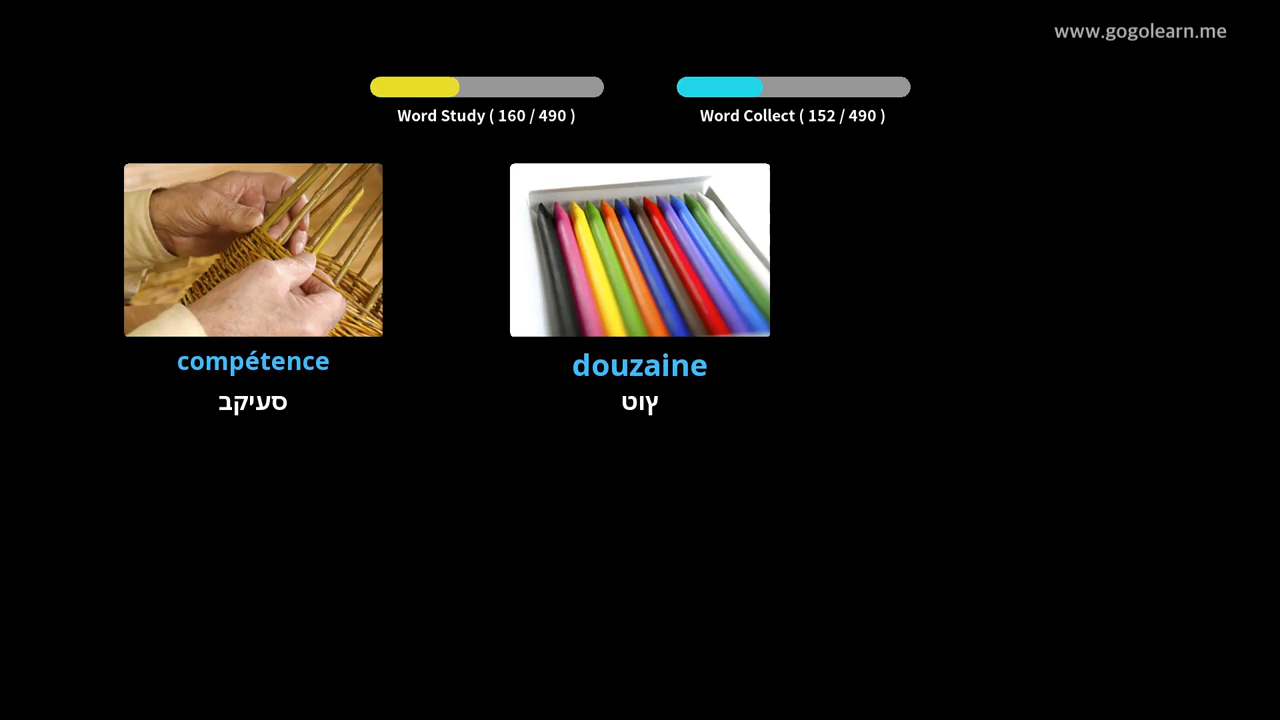 www.gogolearn.me
Word Study ( 160 / 490 )
Word Collect ( 152 / 490 )
compétence
סעיקב
douzaine
ץוט